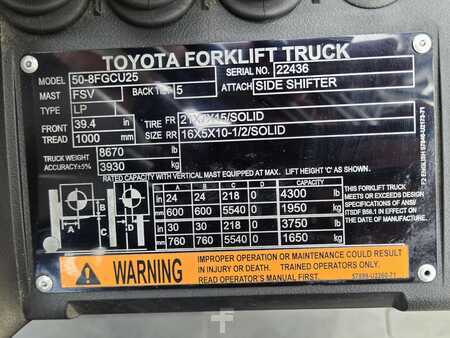 TOYOTA FORKLIFT TRUCK
MODEL 50-8FGCU25 SERIAL NO. 22436
MAST FSV BACK TILT 5 ATTACH SIDE SHIFTER
TYPE LP
FRONT TREAD 39.4 in 1000 mm
TIRE SIZE FR 21X7X15/SOLID
RR 16X5X10-1/2/SOLID
TRUCK WEIGHT ACCURACY±5% 8670 lb 3930 kg
RATED CAPACITY WITH VERTICAL MAST EQUIPPED AT MAX. LIFT HEIGHT 'C' AS SHOWN.
A B C D CAPACITY
in 24 24 218 0 4300 lb
mm 600 600 5540 0 1950 kg
in 30 30 218 0 3750 lb
mm 760 760 5540 0 1650 kg
THIS FORKLIFT TRUCK
MEETS OR EXCEEDS DESIGN
SPECIFICATIONS OF ANSI/
ITSDF B56.1 IN EFFECT ON
THE DATE OF MANUFACTURE.
WARNING
IMPROPER OPERATION OR MAINTENANCE COULD RESULT
IN INJURY OR DEATH. TRAINED OPERATORS ONLY.
READ OPERATOR'S MANUAL FIRST.
57899-U2260-71